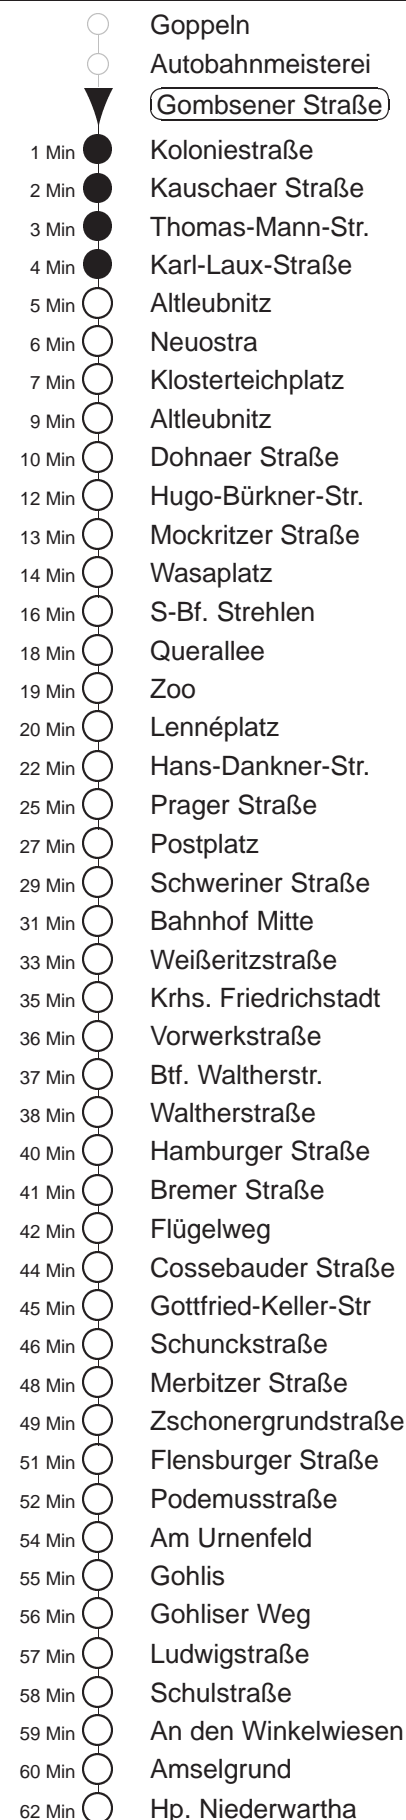 Goppeln
Autobahnmeisterei
Gombsener Straße
1 Min Koloniestraße
2 Min Kauschaer Straße
3 Min Thomas-Mann-Str.
4 Min Karl-Laux-Straße
5 Min Altleubnitz
6 Min Neuostra
7 Min Klosterteichplatz
9 Min Altleubnitz
10 Min Dohnaer Straße
12 Min Hugo-Bürkner-Str.
13 Min Mockritzer Straße
14 Min Wasaplatz
16 Min S-Bf. Strehlen
18 Min Querallee
19 Min Zoo
20 Min Lennéplatz
22 Min Hans-Dankner-Str.
25 Min Prager Straße
27 Min Postplatz
29 Min Schweriner Straße
31 Min Bahnhof Mitte
33 Min Weißeritzstraße
35 Min Krhs. Friedrichstadt
36 Min Vorwerkstraße
37 Min Btf. Waltherstr.
38 Min Waltherstraße
40 Min Hamburger Straße
41 Min Bremer Straße
42 Min Flügelweg
44 Min Cossebauder Straße
45 Min Gottfried-Keller-Str
46 Min Schunckstraße
48 Min Merbitzer Straße
49 Min Zschonergrundstraße
51 Min Flensburger Straße
52 Min Podemusstraße
54 Min Am Urnenfeld
55 Min Gohlis
56 Min Gohliser Weg
57 Min Ludwigstraße
58 Min Schulstraße
59 Min An den Winkelwiesen
60 Min Amselgrund
62 Min Hp. Niederwartha